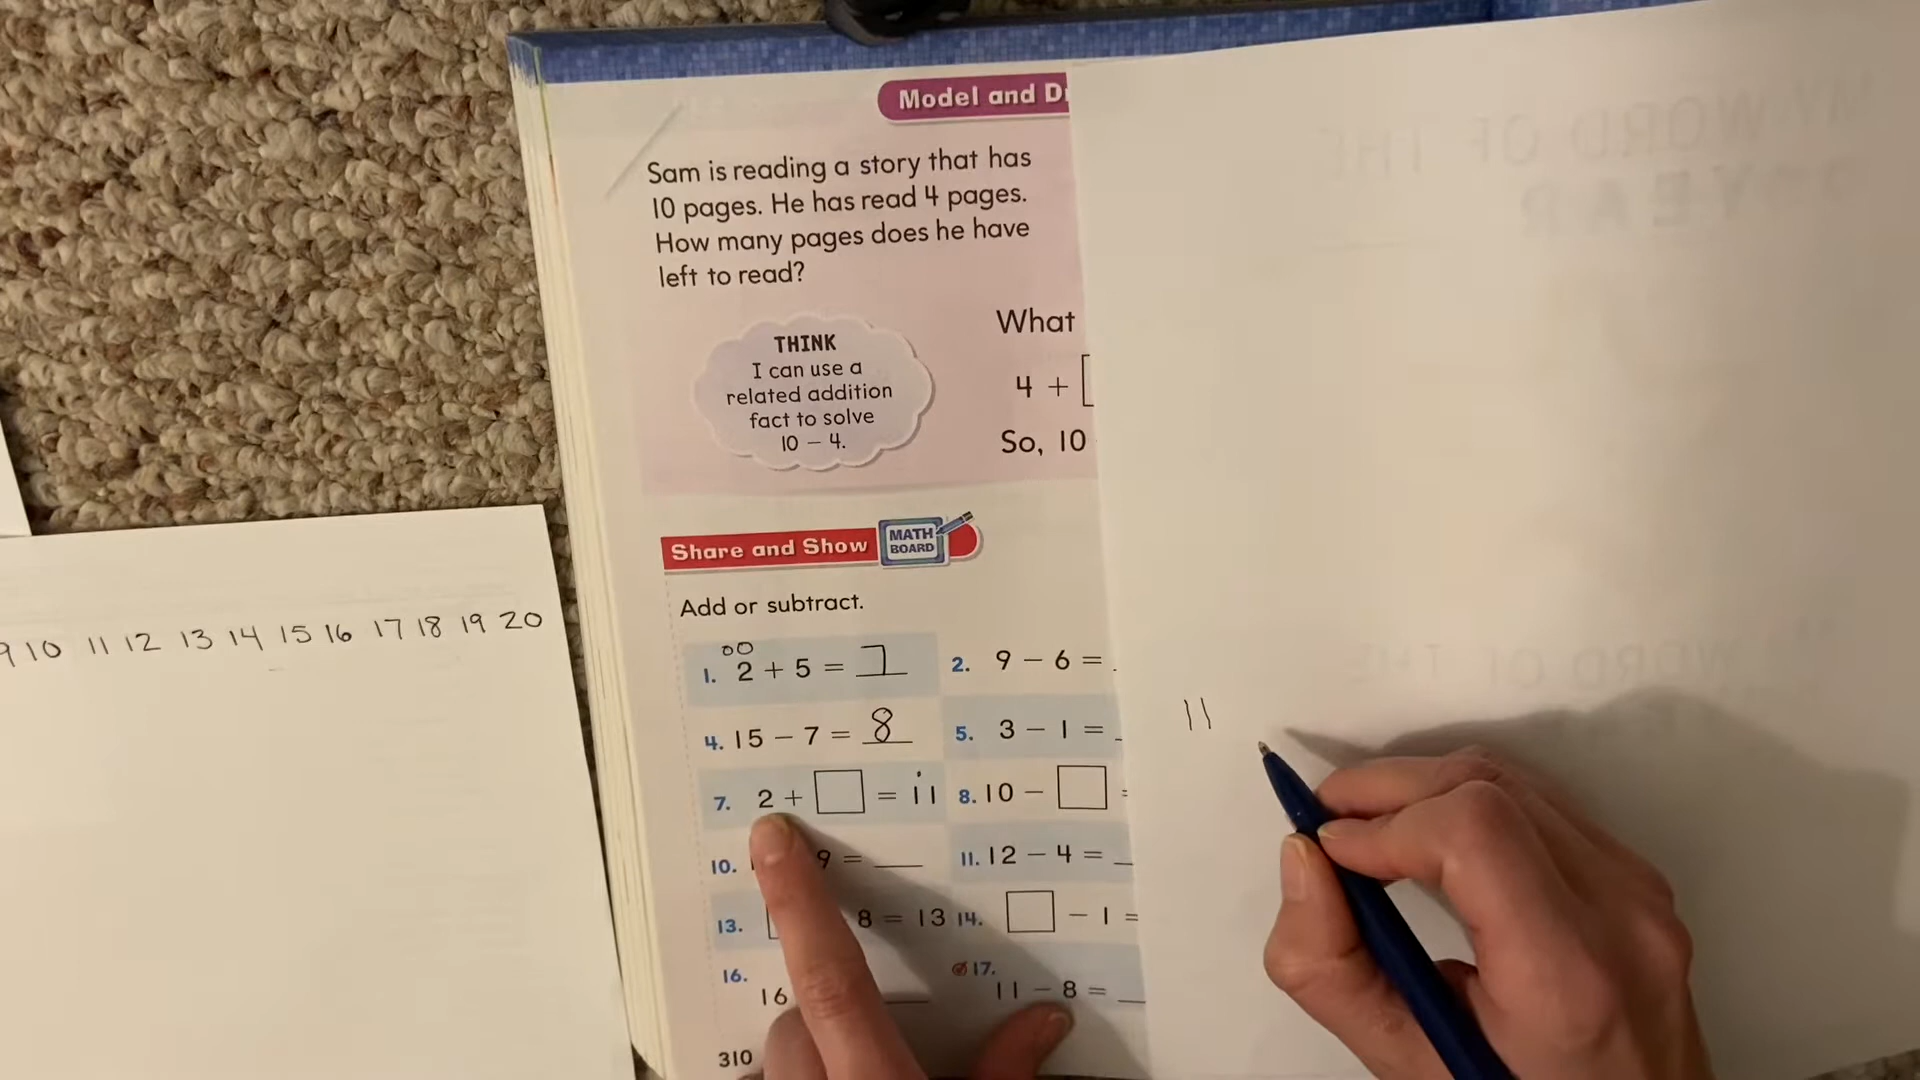 Model and D
Sam is reading a story that has
10 pages. He has read 4 pages.
How many pages does he have
left to read?
THINK
I can use a
related addition
fact to solve
10 − 4.
What
4 +
So, 10
Share and Show
MATH
BOARD
Add or subtract.
1. 2 + 5 = 7
2. 9 − 6 =
4. 15 − 7 = 8
5. 3 − 1 =
7. 2 + □ = 11
8. 10 − □ =
10. 9 =
11. 12 − 4 =
13. 8 = 13
14. □ − 1 =
16. 16
17. 11 − 8 =
310
9 10 11 12 13 14 15 16 17 18 19 20
11